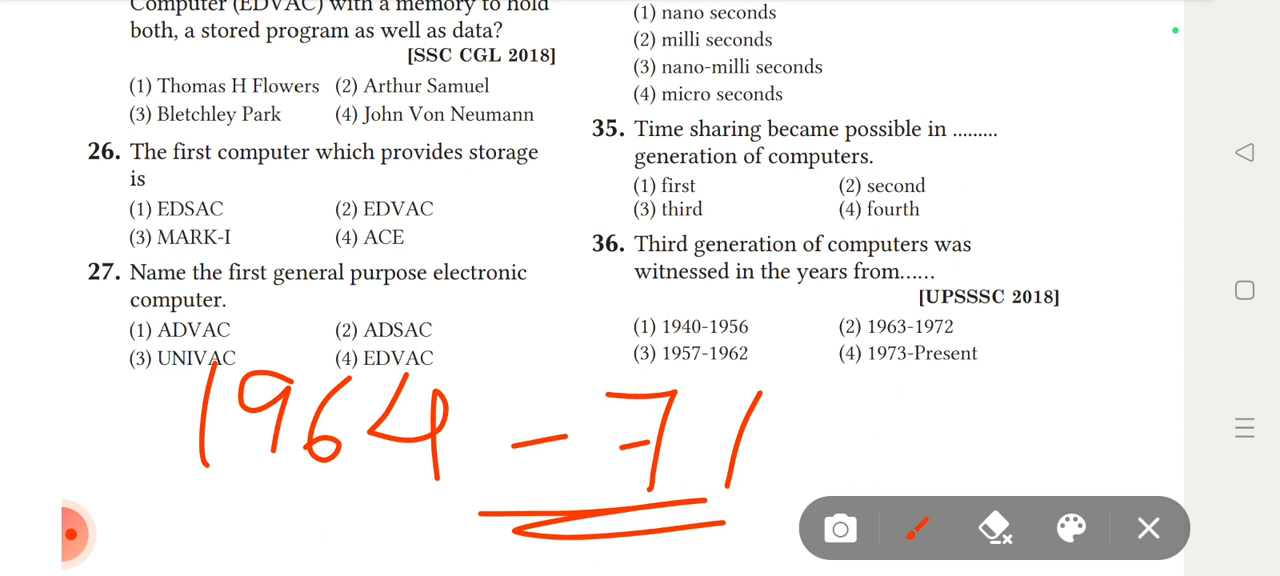 Computer (EDVAC) with a memory to hold
both, a stored program as well as data?
[SSC CGL 2018]
(1) Thomas H Flowers (2) Arthur Samuel
(3) Bletchley Park (4) John Von Neumann
26. The first computer which provides storage
is
(1) EDSAC (2) EDVAC
(3) MARK-I (4) ACE
27. Name the first general purpose electronic
computer.
(1) ADVAC (2) ADSAC
(3) UNIVAC (4) EDVAC
(1) nano seconds
(2) milli seconds
(3) nano-milli seconds
(4) micro seconds
35. Time sharing became possible in .........
generation of computers.
(1) first (2) second
(3) third (4) fourth
36. Third generation of computers was
witnessed in the years from......
[UPSSSC 2018]
(1) 1940-1956 (2) 1963-1972
(3) 1957-1962 (4) 1973-Present
1964 - 71